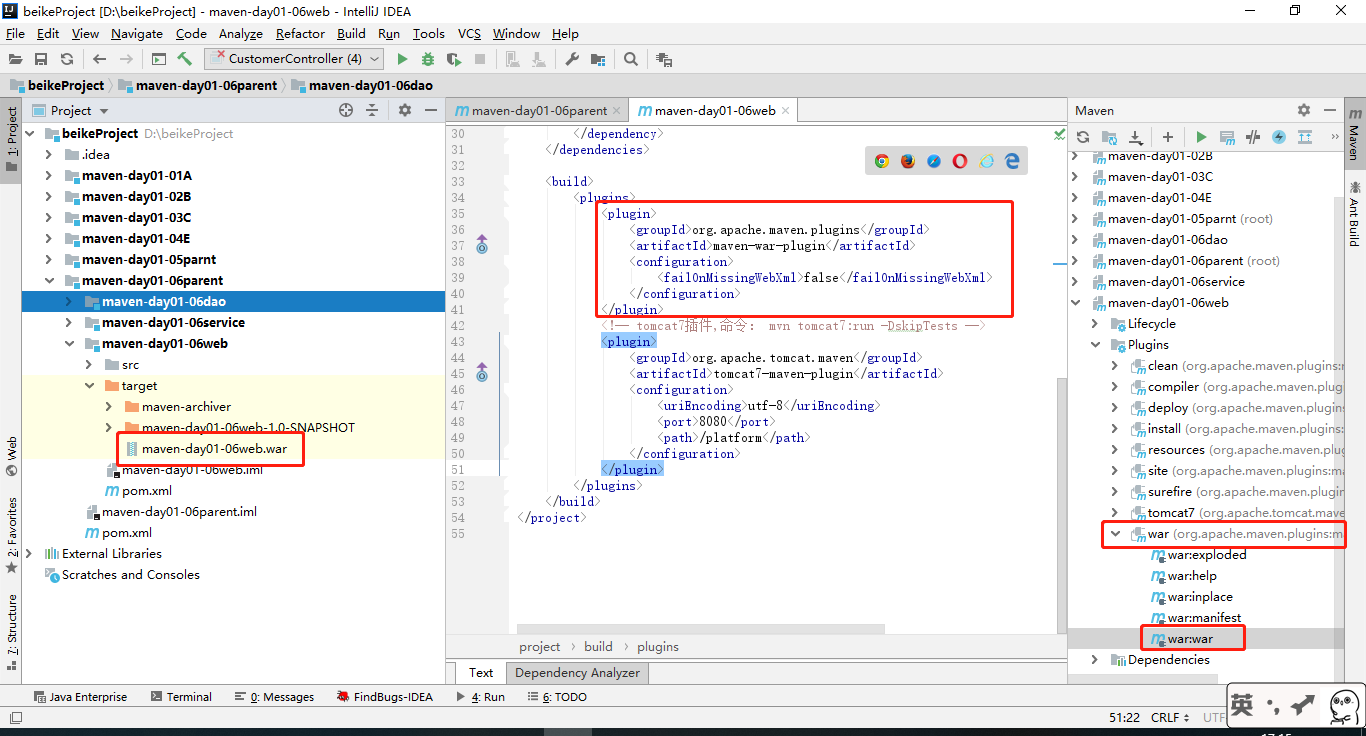 beikeProject [D:\beikeProject] - maven-day01-06web - IntelliJ IDEA
File Edit View Navigate Code Analyze Refactor Build Run Tools VCS Window Help
CustomerController (4)
beikeProject maven-day01-06parent maven-day01-06dao
1: Project
Web
2: Favorites
7: Structure
Project
beikeProject D:\beikeProject
.idea
maven-day01-01A
maven-day01-02B
maven-day01-03C
maven-day01-04E
maven-day01-05parnt
maven-day01-06parent
maven-day01-06dao
maven-day01-06service
maven-day01-06web
src
target
maven-archiver
maven-day01-06web-1.0-SNAPSHOT
maven-day01-06web.war
maven-day01-06web.iml
pom.xml
maven-day01-06parent.iml
pom.xml
External Libraries
Scratches and Consoles
maven-day01-06parent maven-day01-06web
30 </dependency>
31 </dependencies>
32
33 <build>
34 <plugins>
35 <plugin>
36 <groupId>org.apache.maven.plugins</groupId>
37 <artifactId>maven-war-plugin</artifactId>
38 <configuration>
39 <failOnMissingWebXml>false</failOnMissingWebXml>
40 </configuration>
41 </plugin>
42 <!-- tomcat7插件,命令： mvn tomcat7:run -DskipTests -->
43 <plugin>
44 <groupId>org.apache.tomcat.maven</groupId>
45 <artifactId>tomcat7-maven-plugin</artifactId>
46 <configuration>
47 <uriEncoding>utf-8</uriEncoding>
48 <port>8080</port>
49 <path>/platform</path>
50 </configuration>
51 </plugin>
52 </plugins>
53 </build>
54 </project>
55
project build plugins
Text Dependency Analyzer
Maven
maven-day01-02B
maven-day01-03C
maven-day01-04E
maven-day01-05parnt (root)
maven-day01-06dao
maven-day01-06parent (root)
maven-day01-06service
maven-day01-06web
Lifecycle
Plugins
clean (org.apache.maven.plugins:m
compiler (org.apache.maven.plugins:
deploy (org.apache.maven.plugins:
install (org.apache.maven.plugins:
resources (org.apache.maven.plugin
site (org.apache.maven.plugins:ma
surefire (org.apache.maven.plugin
tomcat7 (org.apache.tomcat.mave
war (org.apache.maven.plugins:m
war:exploded
war:help
war:inplace
war:manifest
war:war
Dependencies
Maven
Ant Build
Java Enterprise Terminal 0: Messages FindBugs-IDEA 4: Run 6: TODO
51:22 CRLF UTF
英